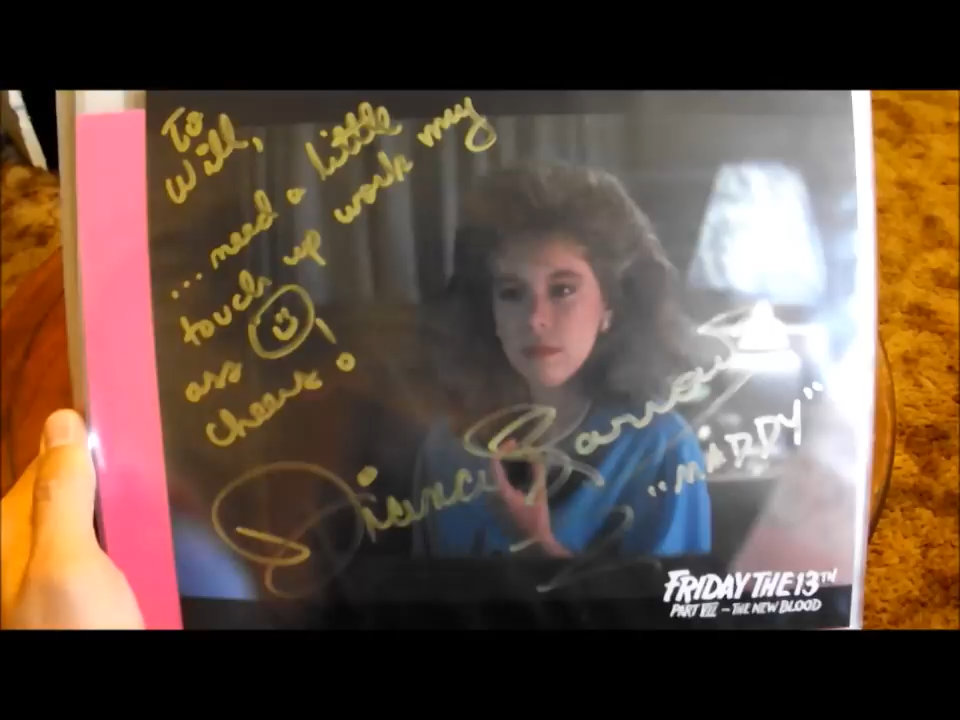 To
Will,
...need a little
touch up work my
ass ☺!
cheers!
Diana Barrows
"MADDY"
FRIDAY THE 13TH
PART VII – THE NEW BLOOD